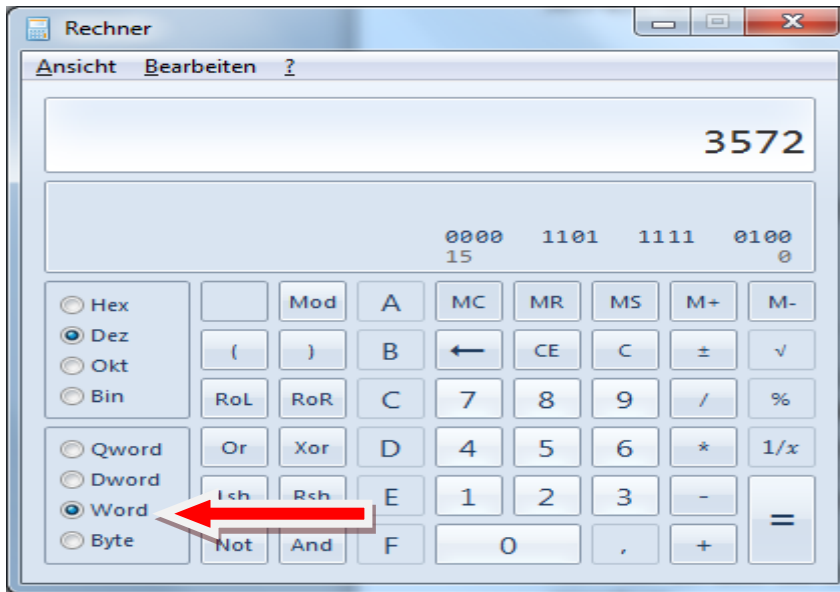 Rechner
Ansicht Bearbeiten ?
3572
0000 1101 1111 0100
15 0
Hex
Dez
Okt
Bin
Qword
Dword
Word
Byte
Mod A MC MR MS M+ M-
( ) B ← CE C ± √
RoL RoR C 7 8 9 / %
Or Xor D 4 5 6 * 1/x
Lsh Rsh E 1 2 3 - =
Not And F 0 , +